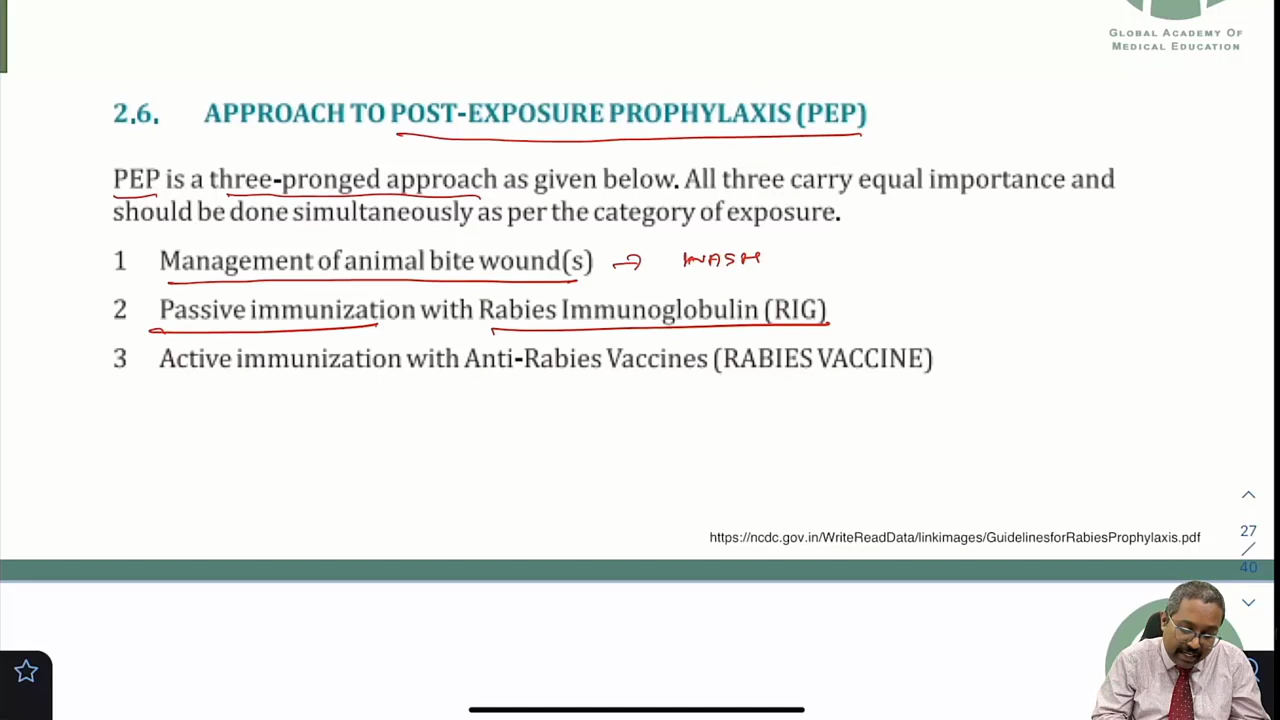 GLOBAL ACADEMY OF
MEDICAL EDUCATION
2.6. APPROACH TO POST-EXPOSURE PROPHYLAXIS (PEP)
PEP is a three-pronged approach as given below. All three carry equal importance and
should be done simultaneously as per the category of exposure.
1 Management of animal bite wound(s) → WASH
2 Passive immunization with Rabies Immunoglobulin (RIG)
3 Active immunization with Anti-Rabies Vaccines (RABIES VACCINE)
https://ncdc.gov.in/WriteReadData/linkimages/GuidelinesforRabiesProphylaxis.pdf
27
/
40